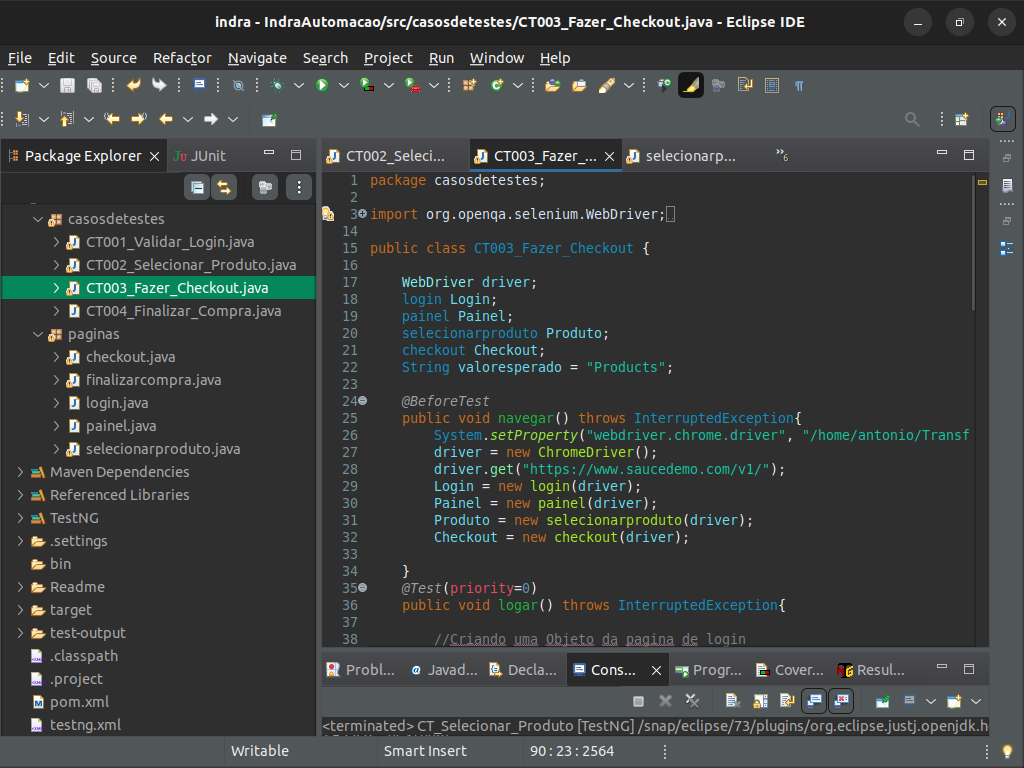 indra - IndraAutomacao/src/casosdetestes/CT003_Fazer_Checkout.java - Eclipse IDE
File Edit Source Refactor Navigate Search Project Run Window Help
Package Explorer
JUnit
casosdetestes
CT001_Validar_Login.java
CT002_Selecionar_Produto.java
CT003_Fazer_Checkout.java
CT004_Finalizar_Compra.java
paginas
checkout.java
finalizarcompra.java
login.java
painel.java
selecionarproduto.java
Maven Dependencies
Referenced Libraries
TestNG
.settings
bin
Readme
target
test-output
.classpath
.project
pom.xml
testng.xml
CT002_Seleci... CT003_Fazer_... selecionarp... »6
1 package casosdetestes;
2
3 import org.openqa.selenium.WebDriver;
14
15 public class CT003_Fazer_Checkout {
16
17 WebDriver driver;
18 login Login;
19 painel Painel;
20 selecionarproduto Produto;
21 checkout Checkout;
22 String valoresperado = "Products";
23
24 @BeforeTest
25 public void navegar() throws InterruptedException{
26 System.setProperty("webdriver.chrome.driver", "/home/antonio/Transf
27 driver = new ChromeDriver();
28 driver.get("https://www.saucedemo.com/v1/");
29 Login = new login(driver);
30 Painel = new painel(driver);
31 Produto = new selecionarproduto(driver);
32 Checkout = new checkout(driver);
33
34 }
35 @Test(priority=0)
36 public void logar() throws InterruptedException{
37
38 //Criando uma Objeto da pagina de login
Probl... Javad... Decla... Cons... Progr... Cover... Resul...
<terminated> CT_Selecionar_Produto [TestNG] /snap/eclipse/73/plugins/org.eclipse.justj.openjdk.h
Writable Smart Insert 90 : 23 : 2564